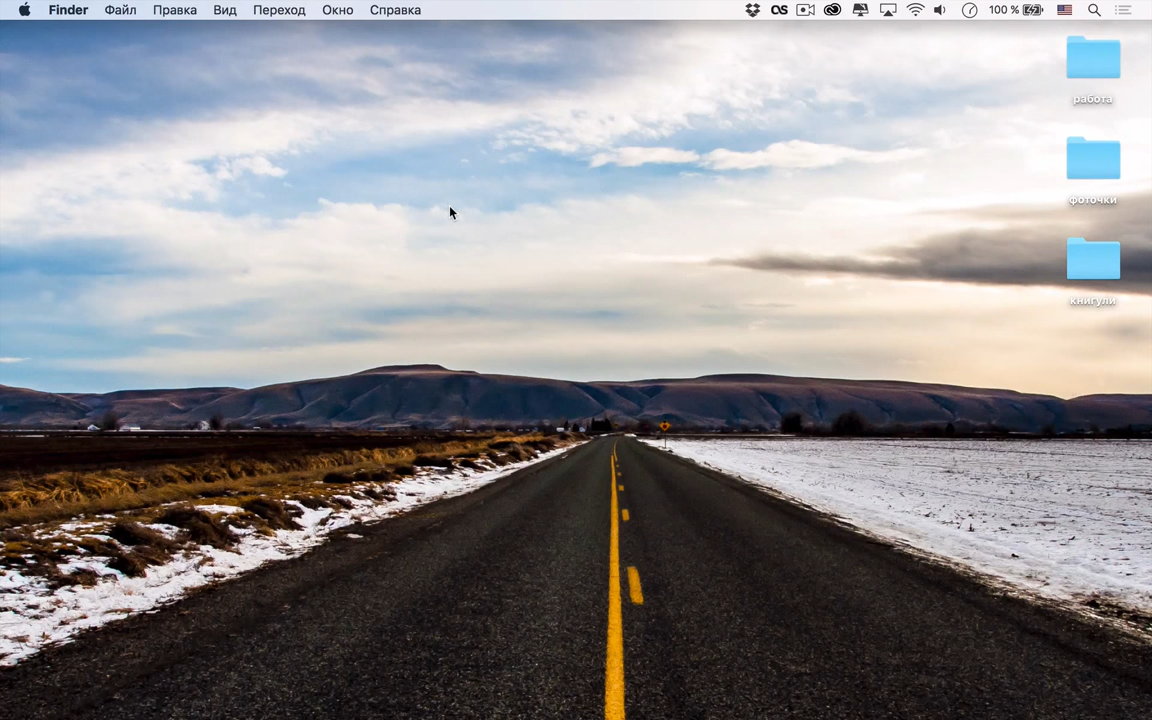 Finder Файл Правка Вид Переход Окно Справка 100 %
работа
фоточки
книгули